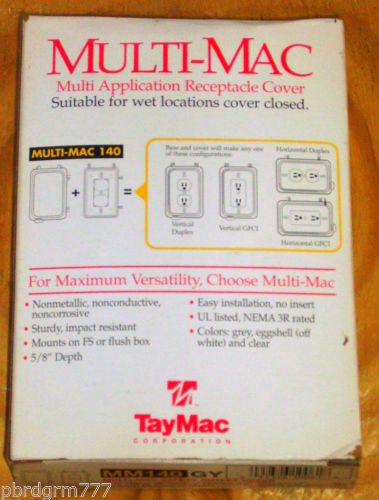 MULTI-MAC
Multi Application Receptacle Cover
Suitable for wet locations cover closed.
MULTI-MAC 140
Base and cover will make any one
of these configurations:
Horizontal Duplex
+
=
Vertical
Duplex
Vertical GFCI
Horizontal GFCI
For Maximum Versatility, Choose Multi-Mac
• Nonmetallic, nonconductive,
noncorrosive
• Sturdy, impact resistant
• Mounts on FS or flush box
• 5/8" Depth
• Easy installation, no insert
• UL listed, NEMA 3R rated
• Colors: grey, eggshell (off
white) and clear
TayMac
CORPORATION
MM140 GY
pbrdgrm777